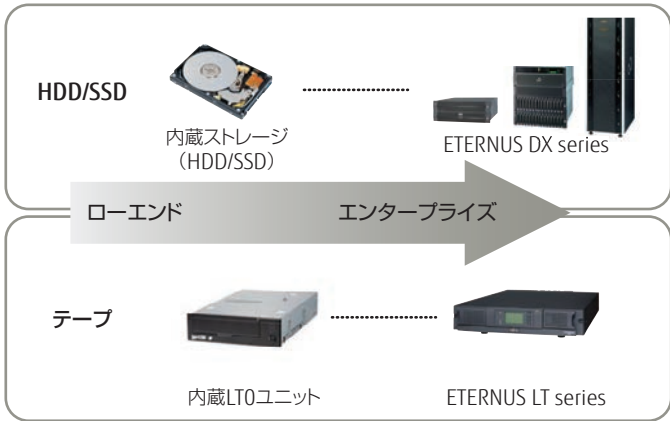 HDD/SSD
内蔵ストレージ
（HDD/SSD）
ETERNUS DX series
ローエンド
エンタープライズ
テープ
内蔵LTOユニット
ETERNUS LT series